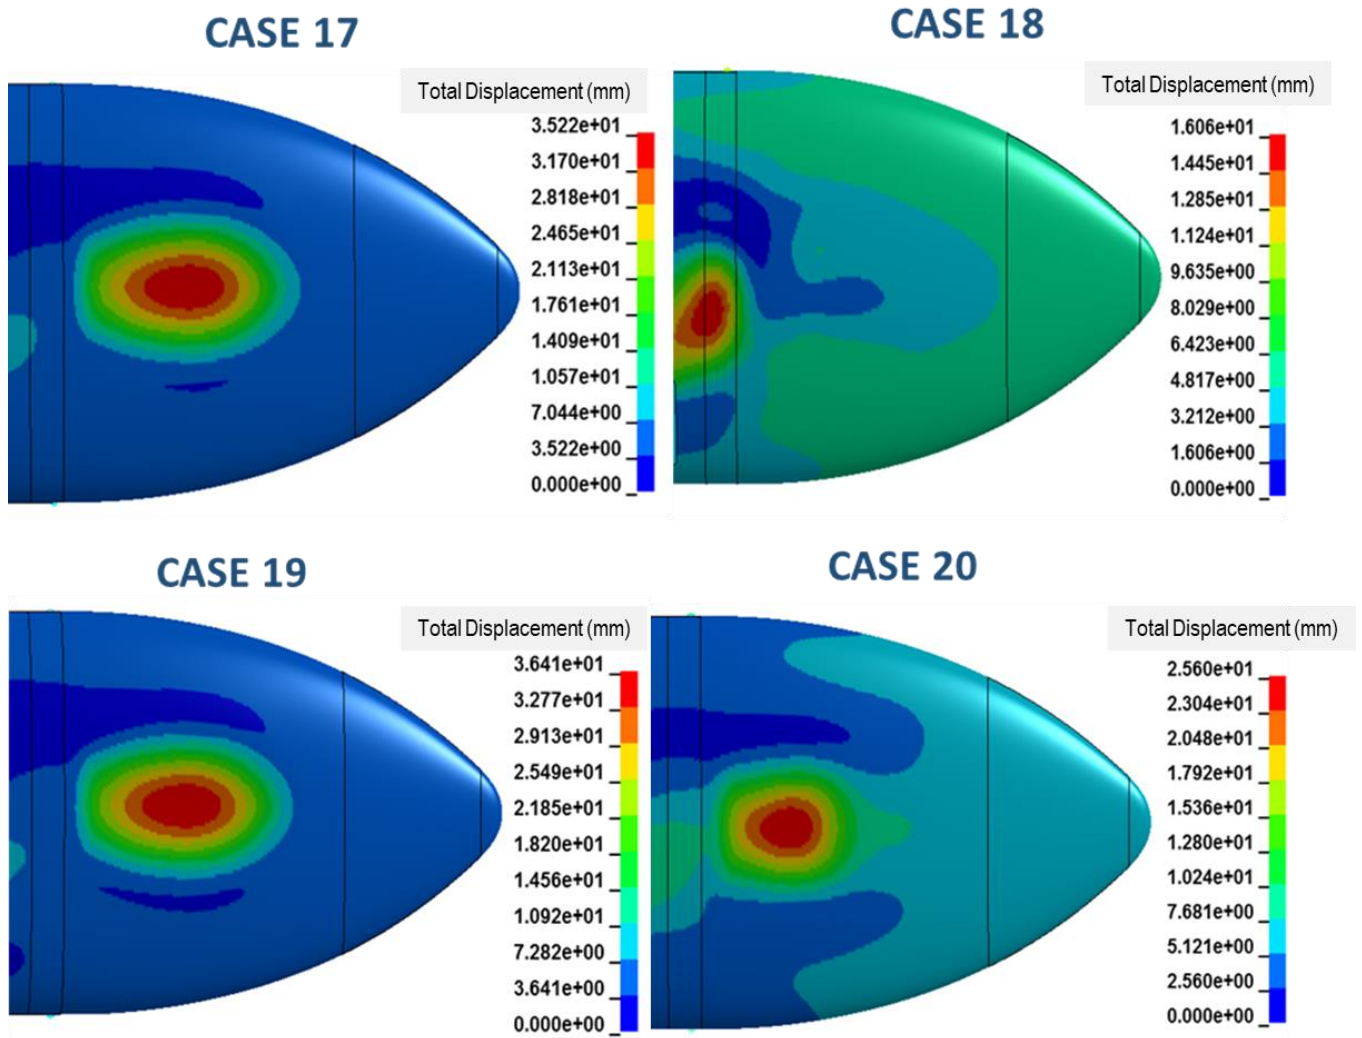 CASE 17
Total Displacement (mm)
3.522e+01
3.170e+01
2.818e+01
2.465e+01
2.113e+01
1.761e+01
1.409e+01
1.057e+01
7.044e+00
3.522e+00
0.000e+00
CASE 18
Total Displacement (mm)
1.606e+01
1.445e+01
1.285e+01
1.124e+01
9.635e+00
8.029e+00
6.423e+00
4.817e+00
3.212e+00
1.606e+00
0.000e+00
CASE 19
Total Displacement (mm)
3.641e+01
3.277e+01
2.913e+01
2.549e+01
2.185e+01
1.820e+01
1.456e+01
1.092e+01
7.282e+00
3.641e+00
0.000e+00
CASE 20
Total Displacement (mm)
2.560e+01
2.304e+01
2.048e+01
1.792e+01
1.536e+01
1.280e+01
1.024e+01
7.681e+00
5.121e+00
2.560e+00
0.000e+00